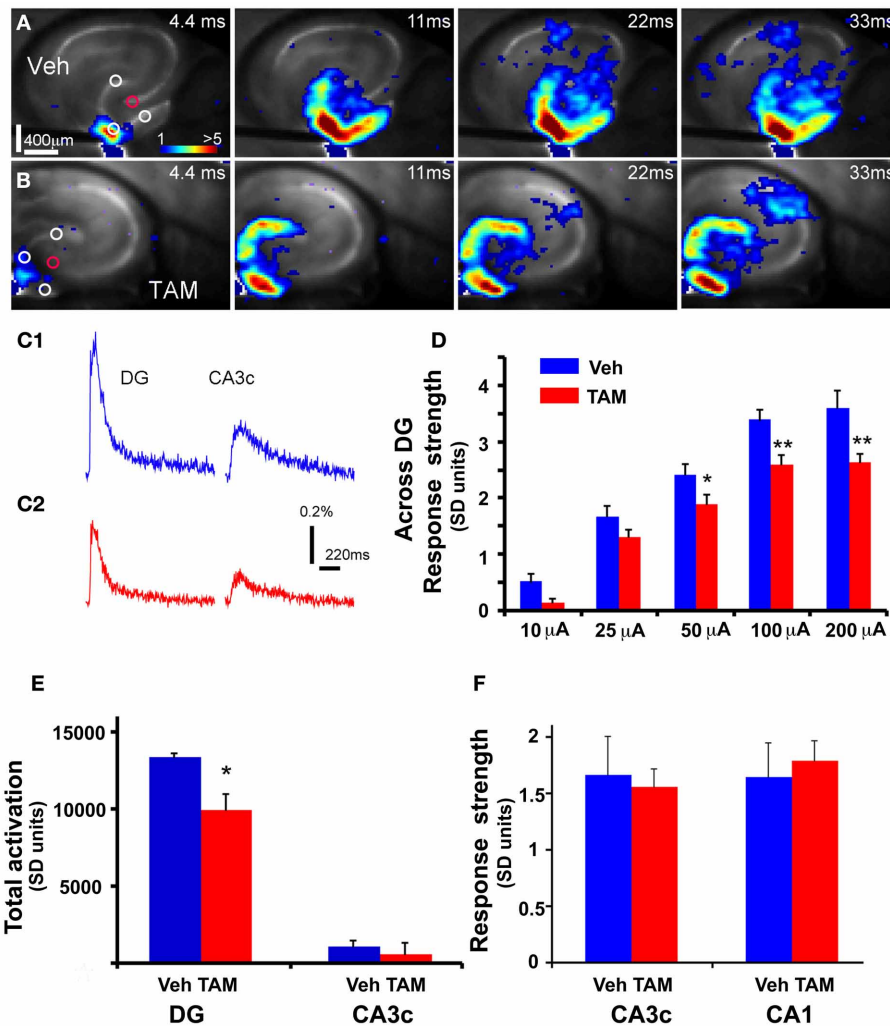 A 4.4 ms 11ms 22ms 33ms
Veh
400μm 1 >5
B 4.4 ms 11ms 22ms 33ms
TAM
C1
DG CA3c
C2
0.2%
220ms
D
Veh
TAM
Across DG
Response strength
(SD units)
4
3
2
1
0
10 μA 25 μA 50 μA 100 μA 200 μA
* ** **
E
Total activation
(SD units)
15000
10000
5000
*
Veh TAM Veh TAM
DG CA3c
F
Response strength
(SD units)
2
1.5
1
0.5
0
Veh TAM Veh TAM
CA3c CA1